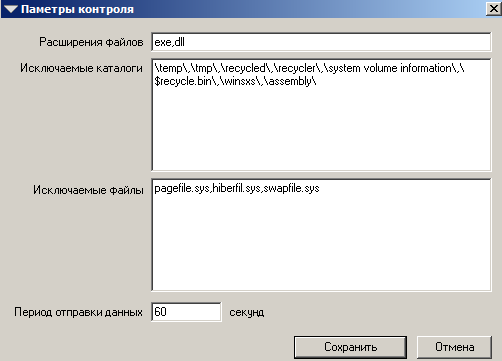 Паметры контроля
Расширения файлов
exe,dll
Исключаемые каталоги
\temp\,\tmp\,\recycled\,\recycler\,\system volume information\,\
$recycle.bin\,\winsxs\,\assembly\
Исключаемые файлы
pagefile.sys,hiberfil.sys,swapfile.sys
Период отправки данных 60 секунд
Сохранить Отмена